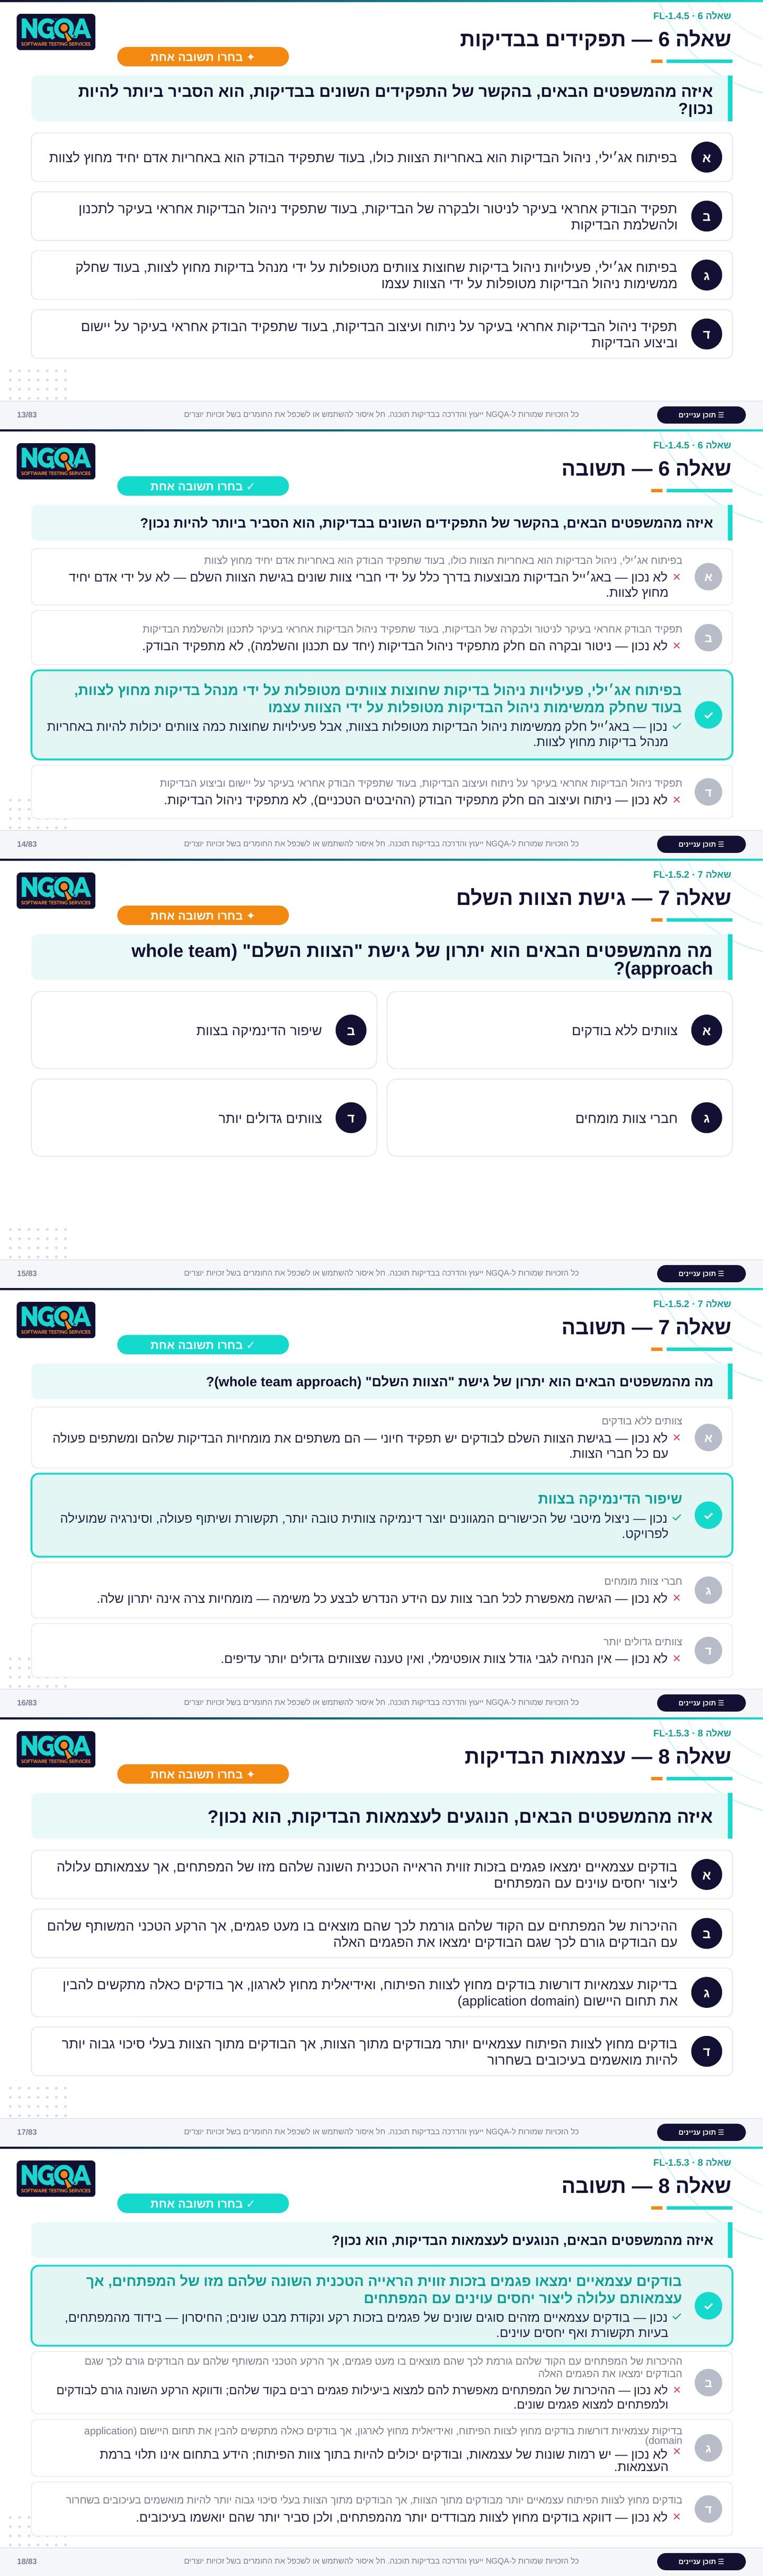 שאלה 6 · FL-1.4.5
שאלה 6 — תפקידים בבדיקות
NGQA
SOFTWARE TESTING SERVICES
✦ בחרו תשובה אחת
איזה מהמשפטים הבאים, בהקשר של התפקידים השונים בבדיקות, הוא הסביר ביותר להיות
נכון?
א
בפיתוח אג'ילי, ניהול הבדיקות הוא באחריות הצוות כולו, בעוד שתפקיד הבודק הוא באחריות אדם יחיד מחוץ לצוות
ב
תפקיד הבודק אחראי בעיקר לניטור ולבקרה של הבדיקות, בעוד שתפקיד ניהול הבדיקות אחראי בעיקר לתכנון
ולהשלמת הבדיקות
ג
בפיתוח אג'ילי, פעילויות ניהול בדיקות שחוצות צוותים מטופלות על ידי מנהל בדיקות מחוץ לצוות, בעוד שחלק
ממשימות ניהול הבדיקות מטופלות על ידי הצוות עצמו
ד
תפקיד ניהול הבדיקות אחראי בעיקר על ניתוח ועיצוב הבדיקות, בעוד שתפקיד הבודק אחראי בעיקר על יישום
וביצוע הבדיקות
☰ תוכן עניינים
כל הזכויות שמורות ל-NGQA ייעוץ והדרכה בבדיקות תוכנה. חל איסור להשתמש או לשכפל את החומרים בשל זכויות יוצרים
13/83
שאלה 6 · FL-1.4.5
שאלה 6 — תשובה
NGQA
SOFTWARE TESTING SERVICES
✓ בחרו תשובה אחת
איזה מהמשפטים הבאים, בהקשר של התפקידים השונים בבדיקות, הוא הסביר ביותר להיות נכון?
א
בפיתוח אג'ילי, ניהול הבדיקות הוא באחריות הצוות כולו, בעוד שתפקיד הבודק הוא באחריות אדם יחיד מחוץ לצוות
✕ לא נכון — באג'ייל הבדיקות מבוצעות בדרך כלל על ידי חברי צוות שונים בגישת הצוות השלם — לא על ידי אדם יחיד
מחוץ לצוות.
ב
תפקיד הבודק אחראי בעיקר לניטור ולבקרה של הבדיקות, בעוד שתפקיד ניהול הבדיקות אחראי בעיקר לתכנון ולהשלמת הבדיקות
✕ לא נכון — ניטור ובקרה הם חלק מתפקיד ניהול הבדיקות (יחד עם תכנון והשלמה), לא מתפקיד הבודק.
✓
בפיתוח אג'ילי, פעילויות ניהול בדיקות שחוצות צוותים מטופלות על ידי מנהל בדיקות מחוץ לצוות,
בעוד שחלק ממשימות ניהול הבדיקות מטופלות על ידי הצוות עצמו
✓ נכון — באג'ייל חלק ממשימות ניהול הבדיקות מטופלות בצוות, אבל פעילויות שחוצות כמה צוותים יכולות להיות באחריות
מנהל בדיקות מחוץ לצוות.
ד
תפקיד ניהול הבדיקות אחראי בעיקר על ניתוח ועיצוב הבדיקות, בעוד שתפקיד הבודק אחראי בעיקר על יישום וביצוע הבדיקות
✕ לא נכון — ניתוח ועיצוב הם חלק מתפקיד הבודק (ההיבטים הטכניים), לא מתפקיד ניהול הבדיקות.
☰ תוכן עניינים
כל הזכויות שמורות ל-NGQA ייעוץ והדרכה בבדיקות תוכנה. חל איסור להשתמש או לשכפל את החומרים בשל זכויות יוצרים
14/83
שאלה 7 · FL-1.5.2
שאלה 7 — גישת הצוות השלם
NGQA
SOFTWARE TESTING SERVICES
✦ בחרו תשובה אחת
מה מהמשפטים הבאים הוא יתרון של גישת "הצוות השלם" (whole team
approach)?
א
צוותים ללא בודקים
ב
שיפור הדינמיקה בצוות
ג
חברי צוות מומחים
ד
צוותים גדולים יותר
☰ תוכן עניינים
כל הזכויות שמורות ל-NGQA ייעוץ והדרכה בבדיקות תוכנה. חל איסור להשתמש או לשכפל את החומרים בשל זכויות יוצרים
15/83
שאלה 7 · FL-1.5.2
שאלה 7 — תשובה
NGQA
SOFTWARE TESTING SERVICES
✓ בחרו תשובה אחת
מה מהמשפטים הבאים הוא יתרון של גישת "הצוות השלם" (whole team approach)?
א
צוותים ללא בודקים
✕ לא נכון — בגישת הצוות השלם לבודקים יש תפקיד חיוני — הם משתפים את מומחיות הבדיקות שלהם ומשתפים פעולה
עם כל חברי הצוות.
✓
שיפור הדינמיקה בצוות
✓ נכון — ניצול מיטבי של הכישורים המגוונים יוצר דינמיקה צוותית טובה יותר, תקשורת ושיתוף פעולה, וסינרגיה שמועילה
לפרויקט.
ג
חברי צוות מומחים
✕ לא נכון — הגישה מאפשרת לכל חבר צוות עם הידע הנדרש לבצע כל משימה — מומחיות צרה אינה יתרון שלה.
ד
צוותים גדולים יותר
✕ לא נכון — אין הנחיה לגבי גודל צוות אופטימלי, ואין טענה שצוותים גדולים יותר עדיפים.
☰ תוכן עניינים
כל הזכויות שמורות ל-NGQA ייעוץ והדרכה בבדיקות תוכנה. חל איסור להשתמש או לשכפל את החומרים בשל זכויות יוצרים
16/83
שאלה 8 · FL-1.5.3
שאלה 8 — עצמאות הבדיקות
NGQA
SOFTWARE TESTING SERVICES
✦ בחרו תשובה אחת
איזה מהמשפטים הבאים, הנוגעים לעצמאות הבדיקות, הוא נכון?
א
בודקים עצמאיים ימצאו פגמים בזכות זווית הראייה הטכנית השונה שלהם מזו של המפתחים, אך עצמאותם עלולה
ליצור יחסים עוינים עם המפתחים
ב
ההיכרות של המפתחים עם הקוד שלהם גורמת לכך שהם מוצאים בו מעט פגמים, אך הרקע הטכני המשותף שלהם
עם הבודקים גורם לכך שגם הבודקים ימצאו את הפגמים האלה
ג
בדיקות עצמאיות דורשות בודקים מחוץ לצוות הפיתוח, ואידיאלית מחוץ לארגון, אך בודקים כאלה מתקשים להבין
את תחום היישום (application domain)
ד
בודקים מחוץ לצוות הפיתוח עצמאיים יותר מבודקים מתוך הצוות, אך הבודקים מתוך הצוות בעלי סיכוי גבוה יותר
להיות מואשמים בעיכובים בשחרור
☰ תוכן עניינים
כל הזכויות שמורות ל-NGQA ייעוץ והדרכה בבדיקות תוכנה. חל איסור להשתמש או לשכפל את החומרים בשל זכויות יוצרים
17/83
שאלה 8 · FL-1.5.3
שאלה 8 — תשובה
NGQA
SOFTWARE TESTING SERVICES
✓ בחרו תשובה אחת
איזה מהמשפטים הבאים, הנוגעים לעצמאות הבדיקות, הוא נכון?
✓
בודקים עצמאיים ימצאו פגמים בזכות זווית הראייה הטכנית השונה שלהם מזו של המפתחים, אך
עצמאותם עלולה ליצור יחסים עוינים עם המפתחים
✓ נכון — בודקים עצמאיים מזהים סוגים שונים של פגמים בזכות רקע ונקודת מבט שונים; החיסרון — בידוד מהמפתחים,
בעיות תקשורת ואף יחסים עוינים.
ב
ההיכרות של המפתחים עם הקוד שלהם גורמת לכך שהם מוצאים בו מעט פגמים, אך הרקע הטכני המשותף שלהם עם הבודקים גורם לכך שגם
הבודקים ימצאו את הפגמים האלה
✕ לא נכון — ההיכרות של המפתחים מאפשרת להם למצוא ביעילות פגמים רבים בקוד שלהם; ודווקא הרקע השונה גורם לבודקים
ולמפתחים למצוא פגמים שונים.
ג
בדיקות עצמאיות דורשות בודקים מחוץ לצוות הפיתוח, ואידיאלית מחוץ לארגון, אך בודקים כאלה מתקשים להבין את תחום היישום (application
domain)
✕ לא נכון — יש רמות שונות של עצמאות, ובודקים יכולים להיות בתוך צוות הפיתוח; הידע בתחום אינו תלוי ברמת
העצמאות.
ד
בודקים מחוץ לצוות הפיתוח עצמאיים יותר מבודקים מתוך הצוות, אך הבודקים מתוך הצוות בעלי סיכוי גבוה יותר להיות מואשמים בעיכובים בשחרור
✕ לא נכון — דווקא בודקים מחוץ לצוות מבודדים יותר מהמפתחים, ולכן סביר יותר שהם יואשמו בעיכובים.
☰ תוכן עניינים
כל הזכויות שמורות ל-NGQA ייעוץ והדרכה בבדיקות תוכנה. חל איסור להשתמש או לשכפל את החומרים בשל זכויות יוצרים
18/83